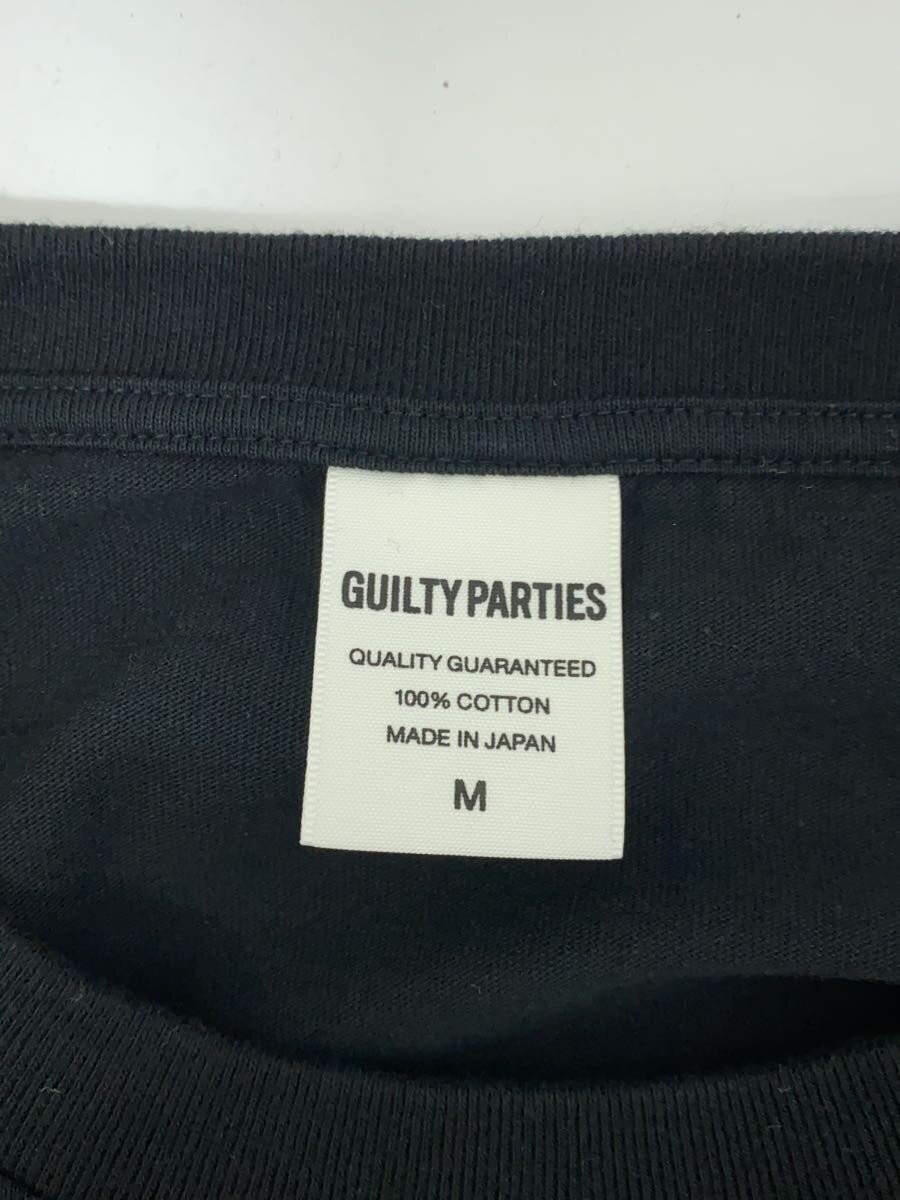 GUILTY PARTIES
QUALITY GUARANTEED
100% COTTON
MADE IN JAPAN
M